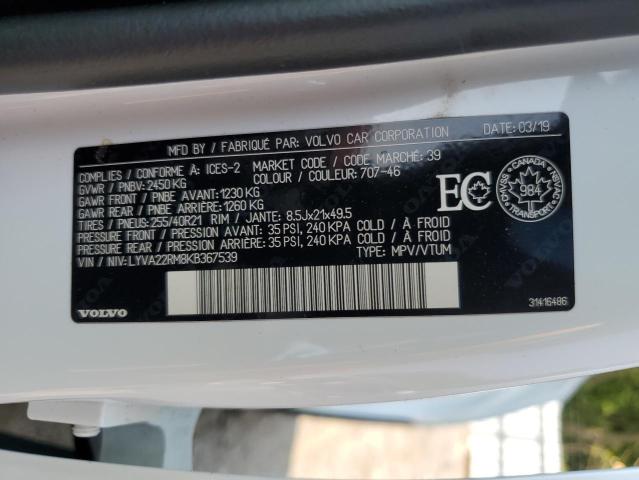 MFD BY / FABRIQUÉ PAR: VOLVO CAR CORPORATION DATE: 03/19
COMPLIES / CONFORME À: ICES-2 MARKET CODE / CODE MARCHÉ: 39
GVWR / PNBV: 2450 KG COLOUR / COULEUR: 707-46
GAWR FRONT / PNBE AVANT: 1230 KG
GAWR REAR / PNBE ARRIÈRE: 1260 KG
TIRES / PNEUS: 255/40R21 RIM / JANTE: 8.5Jx21x49.5
PRESSURE FRONT / PRESSION AVANT: 35 PSI, 240 KPA COLD / À FROID
PRESSURE REAR / PRESSION ARRIÈRE: 35 PSI, 240 KPA COLD / À FROID
VIN / NIV: LYVA22RM8KB367539 TYPE: MPV/VTUM
EC
CANADA
984
TRANSPORT
NSVAC
VOLVO
31416486